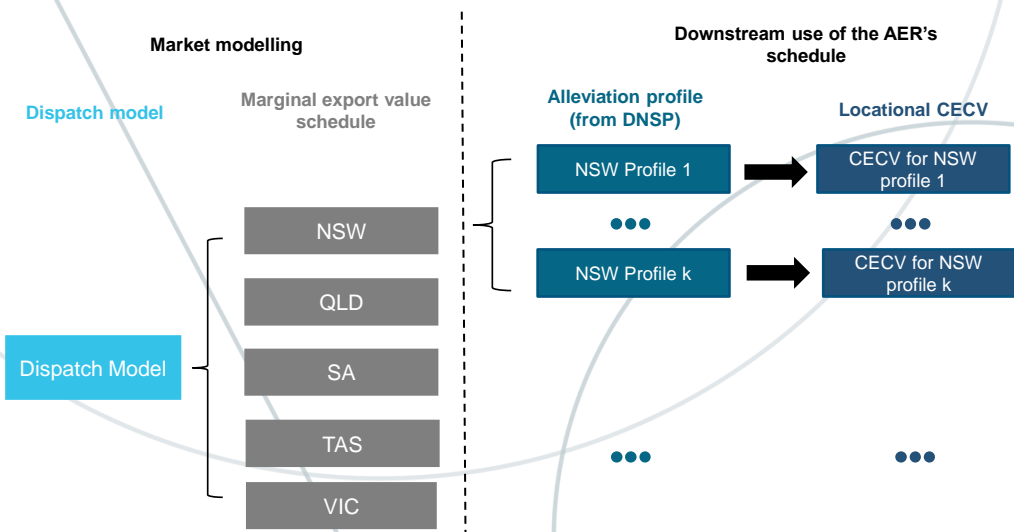 Market modelling
Downstream use of the AER's
schedule
Dispatch model
Marginal export value
schedule
Alleviation profile
(from DNSP)
Locational CECV
NSW Profile 1
CECV for NSW
profile 1
NSW
NSW Profile k
CECV for NSW
profile k
QLD
Dispatch Model
SA
TAS
VIC